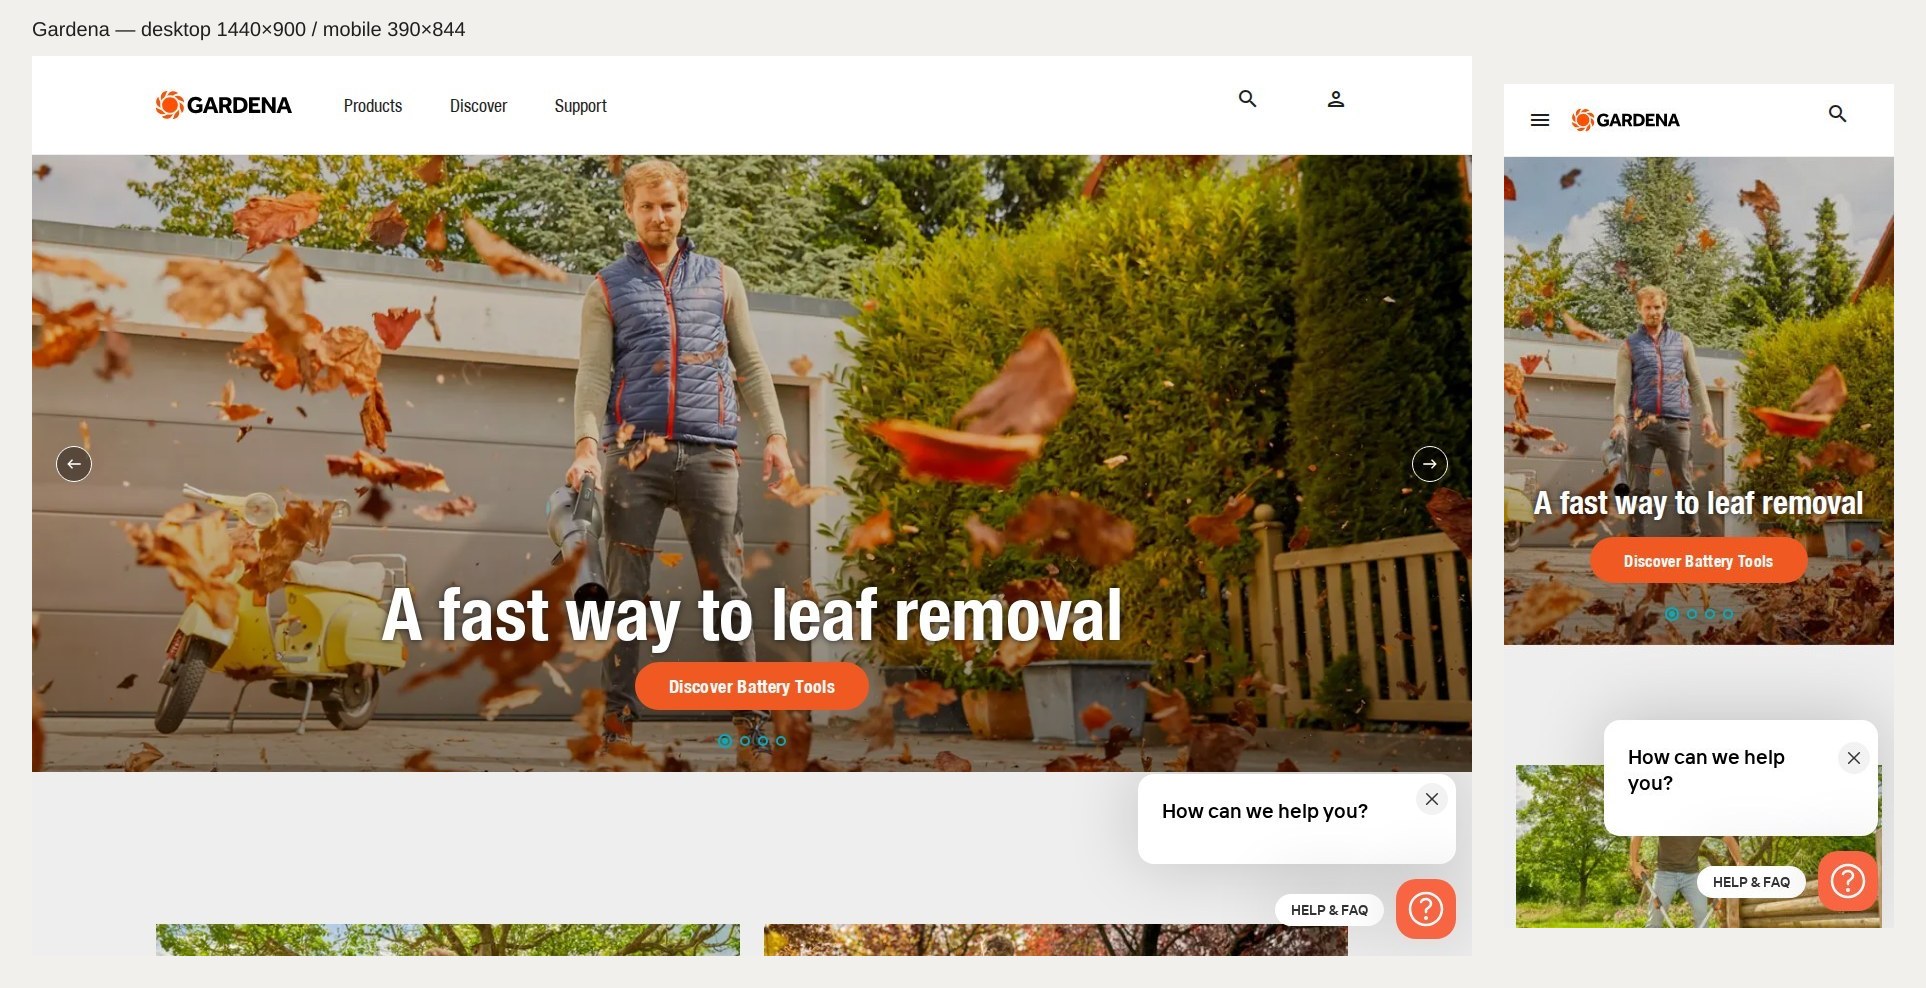 Gardena — desktop 1440×900 / mobile 390×844
GARDENA
Products
Discover
Support
A fast way to leaf removal
Discover Battery Tools
How can we help you?
HELP & FAQ
GARDENA
A fast way to leaf removal
Discover Battery Tools
How can we help
you?
HELP & FAQ